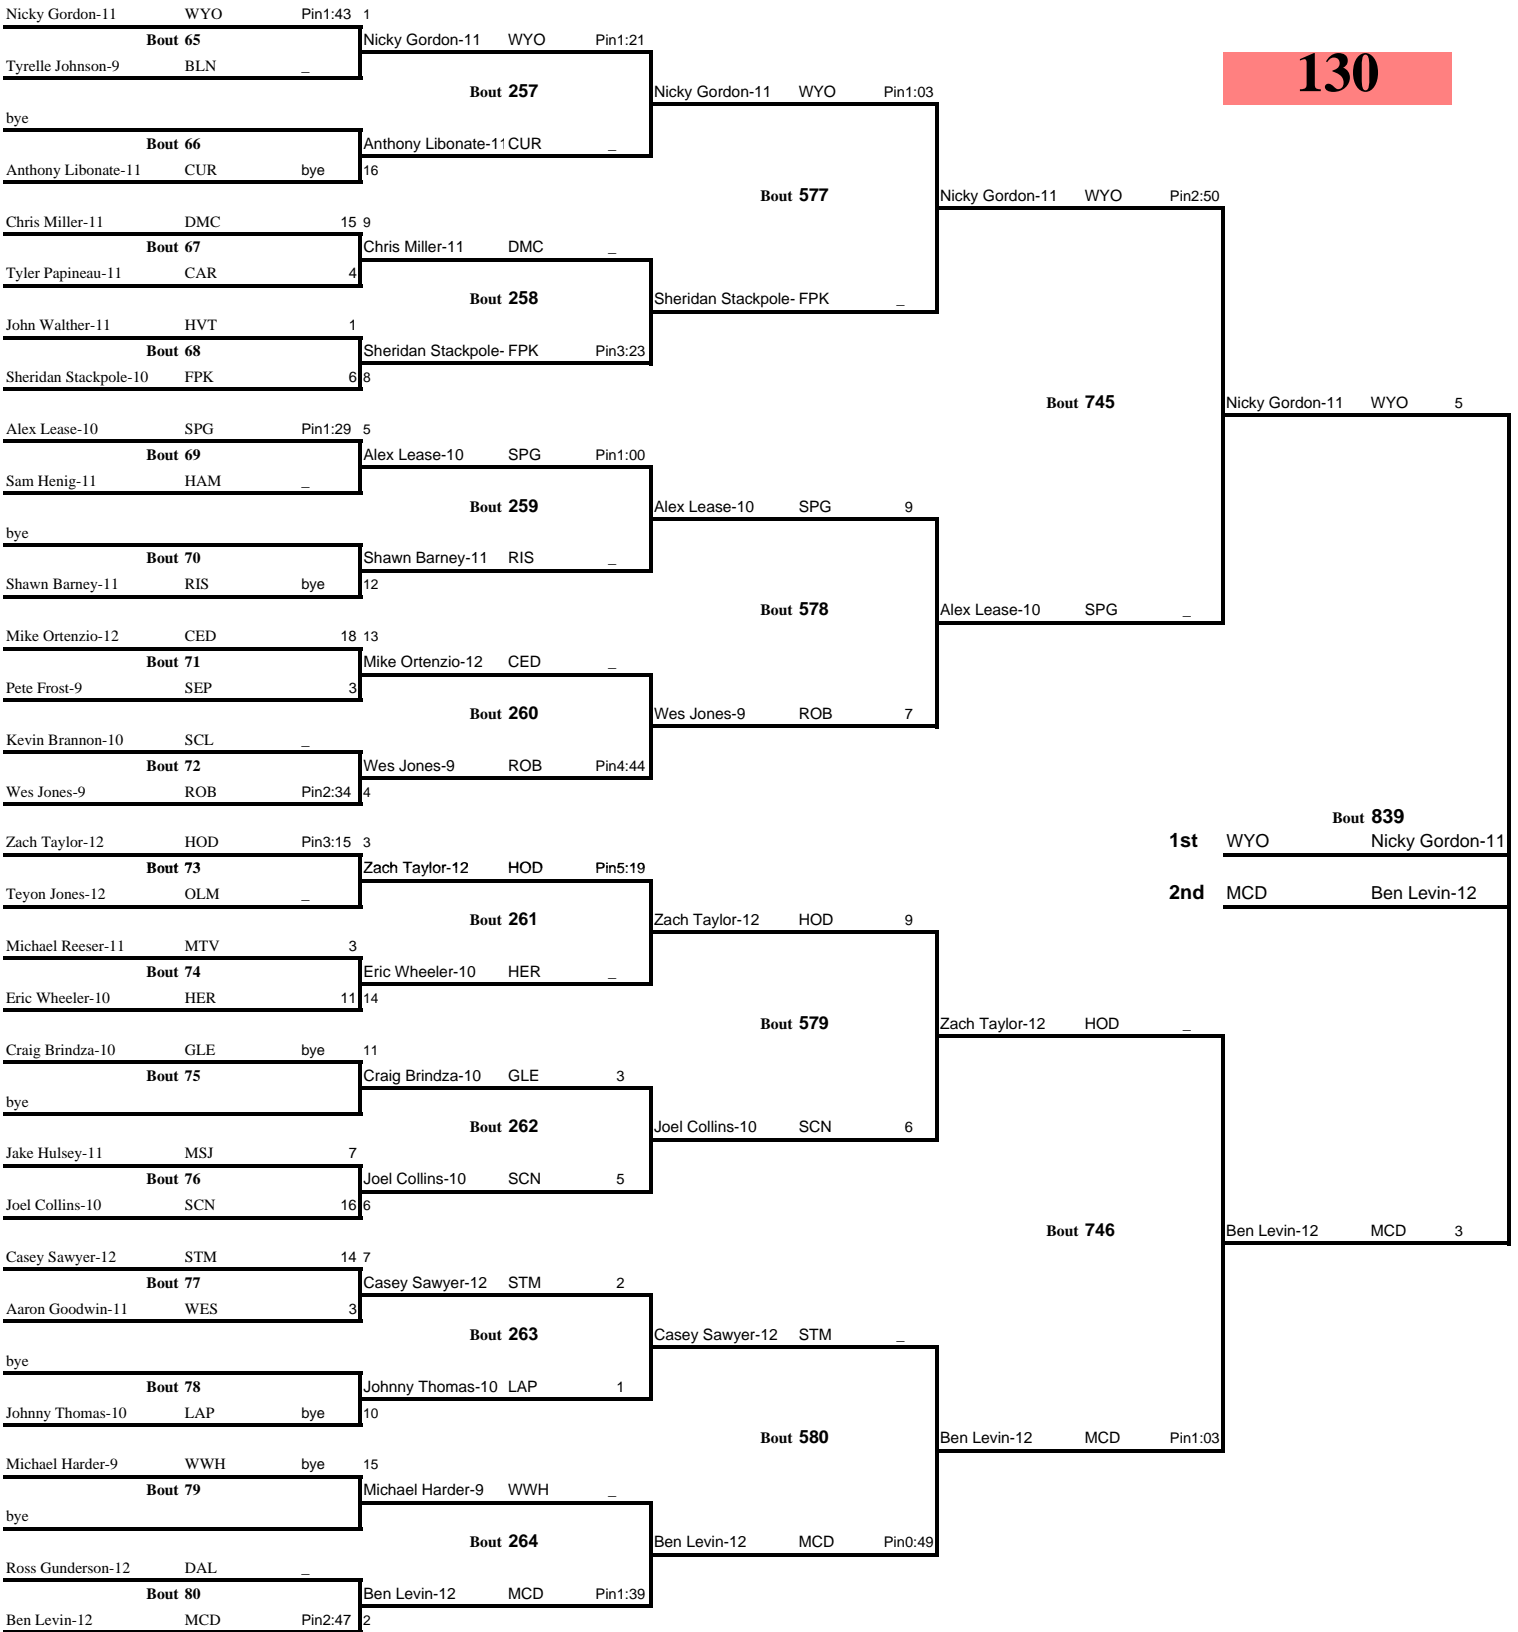 Nicky Gordon-11 WYO Pin1:43 1
Bout 65 Nicky Gordon-11 WYO Pin1:21
Tyrelle Johnson-9 BLN _
130
Bout 257 Nicky Gordon-11 WYO Pin1:03
bye
Bout 66 Anthony Libonate-11 CUR _
Anthony Libonate-11 CUR bye 16
Bout 577 Nicky Gordon-11 WYO Pin2:50
Chris Miller-11 DMC 15 9
Bout 67 Chris Miller-11 DMC _
Tyler Papineau-11 CAR 4
Bout 258 Sheridan Stackpole- FPK _
John Walther-11 HVT 1
Bout 68 Sheridan Stackpole- FPK Pin3:23
Sheridan Stackpole-10 FPK 6 8
Bout 745 Nicky Gordon-11 WYO 5
Alex Lease-10 SPG Pin1:29 5
Bout 69 Alex Lease-10 SPG Pin1:00
Sam Henig-11 HAM _
Bout 259 Alex Lease-10 SPG 9
bye
Bout 70 Shawn Barney-11 RIS _
Shawn Barney-11 RIS bye 12
Bout 578 Alex Lease-10 SPG _
Mike Ortenzio-12 CED 18 13
Bout 71 Mike Ortenzio-12 CED _
Pete Frost-9 SEP 3
Bout 260 Wes Jones-9 ROB 7
Kevin Brannon-10 SCL _
Bout 72 Wes Jones-9 ROB Pin4:44
Wes Jones-9 ROB Pin2:34 4
Bout 839
Zach Taylor-12 HOD Pin3:15 3 1st WYO Nicky Gordon-11
Bout 73 Zach Taylor-12 HOD Pin5:19
Teyon Jones-12 OLM _ 2nd MCD Ben Levin-12
Bout 261 Zach Taylor-12 HOD 9
Michael Reeser-11 MTV 3
Bout 74 Eric Wheeler-10 HER _
Eric Wheeler-10 HER 11 14
Bout 579 Zach Taylor-12 HOD _
Craig Brindza-10 GLE bye 11
Bout 75 Craig Brindza-10 GLE 3
bye
Bout 262 Joel Collins-10 SCN 6
Jake Hulsey-11 MSJ 7
Bout 76 Joel Collins-10 SCN 5
Joel Collins-10 SCN 16 6
Bout 746 Ben Levin-12 MCD 3
Casey Sawyer-12 STM 14 7
Bout 77 Casey Sawyer-12 STM 2
Aaron Goodwin-11 WES 3
Bout 263 Casey Sawyer-12 STM _
bye
Bout 78 Johnny Thomas-10 LAP 1
Johnny Thomas-10 LAP bye 10
Bout 580 Ben Levin-12 MCD Pin1:03
Michael Harder-9 WWH bye 15
Bout 79 Michael Harder-9 WWH _
bye
Bout 264 Ben Levin-12 MCD Pin0:49
Ross Gunderson-12 DAL _
Bout 80 Ben Levin-12 MCD Pin1:39
Ben Levin-12 MCD Pin2:47 2